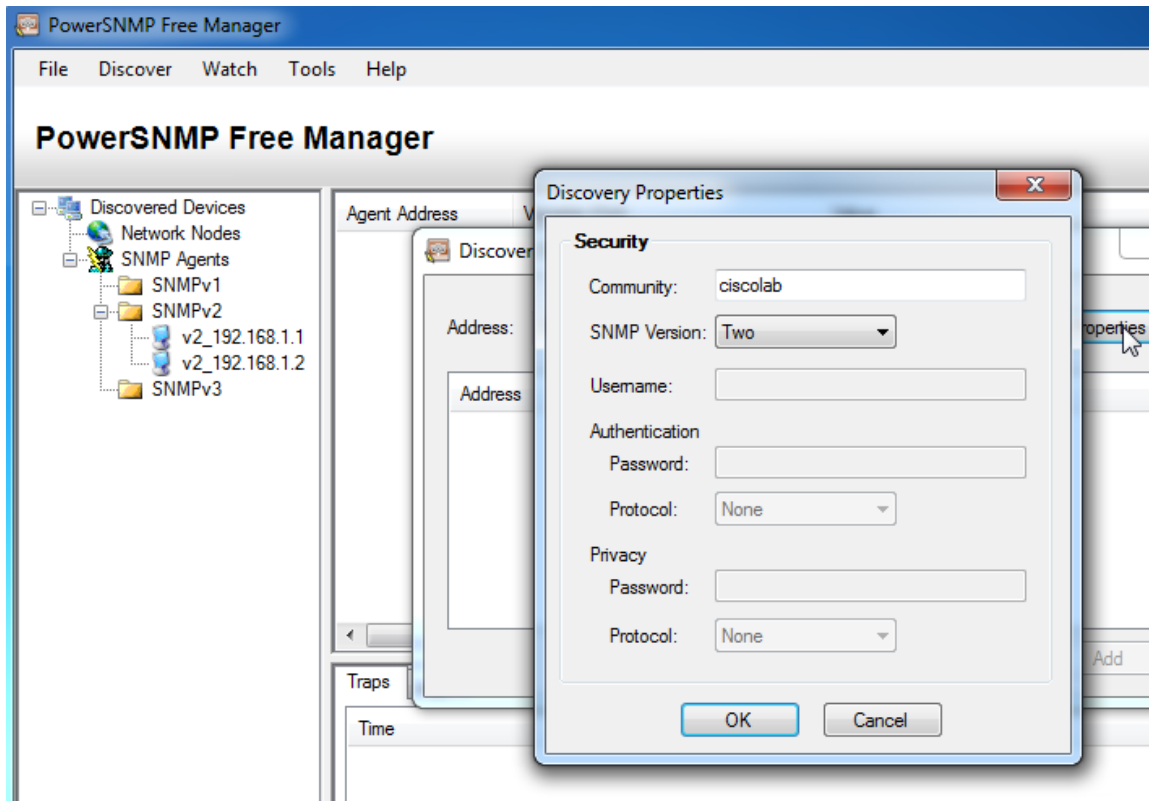 PowerSNMP Free Manager
File Discover Watch Tools Help
PowerSNMP Free Manager
Discovered Devices
Network Nodes
SNMP Agents
SNMPv1
SNMPv2
v2_192.168.1.1
v2_192.168.1.2
SNMPv3
Agent Address
Discover
Address:
Address
Properties
Add
Traps
Time
Discovery Properties
Security
Community: ciscolab
SNMP Version: Two
Username:
Authentication
Password:
Protocol: None
Privacy
Password:
Protocol: None
OK Cancel